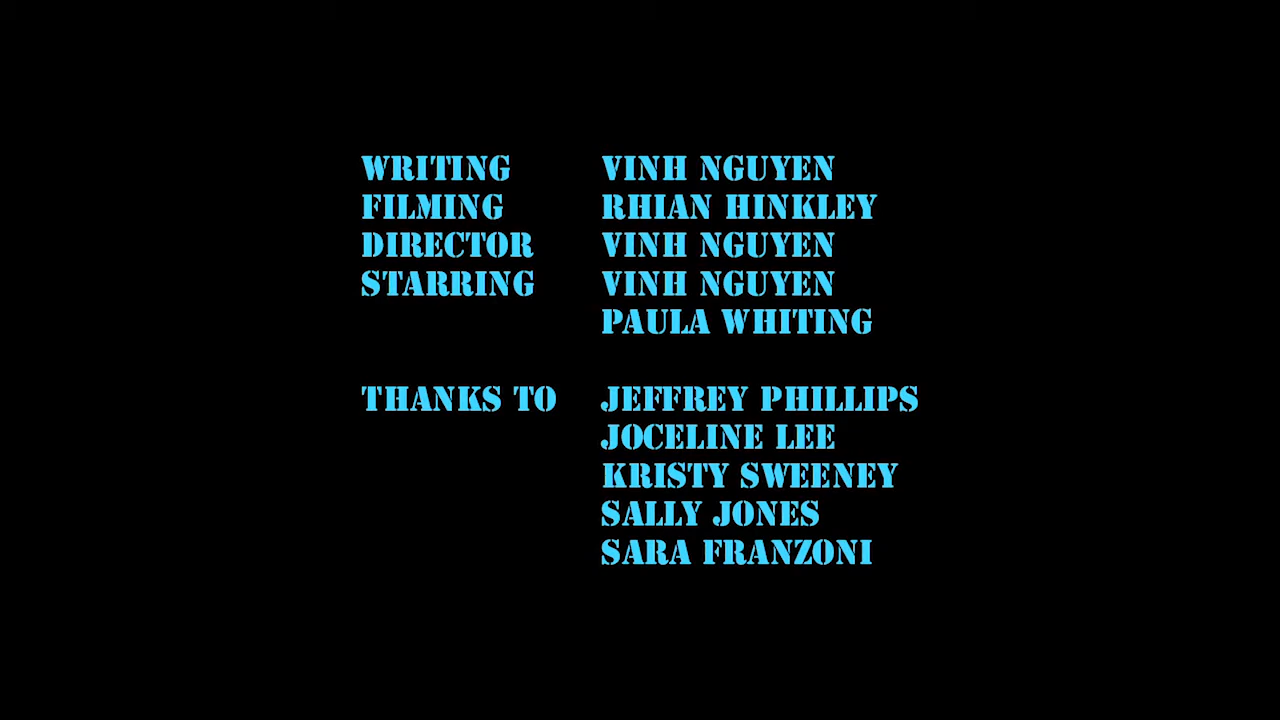 WRITING VINH NGUYEN
FILMING RHIAN HINKLEY
DIRECTOR VINH NGUYEN
STARRING VINH NGUYEN
PAULA WHITING
THANKS TO JEFFREY PHILLIPS
JOCELINE LEE
KRISTY SWEENEY
SALLY JONES
SARA FRANZONI